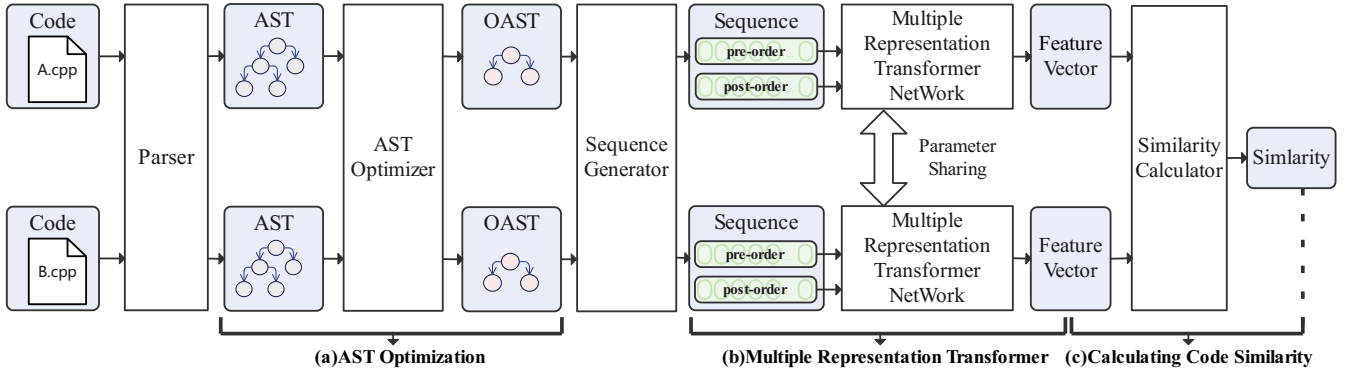 Code
A.cpp
Parser
AST
AST
Optimizer
OAST
Sequence
Generator
Sequence
pre-order
post-order
Multiple
Representation
Transformer
NetWork
Feature
Vector
Parameter
Sharing
Similarity
Calculator
Simlarity
Code
B.cpp
AST
OAST
Sequence
pre-order
post-order
Multiple
Representation
Transformer
NetWork
Feature
Vector
(a)AST Optimization
(b)Multiple Representation Transformer
(c)Calculating Code Similarity